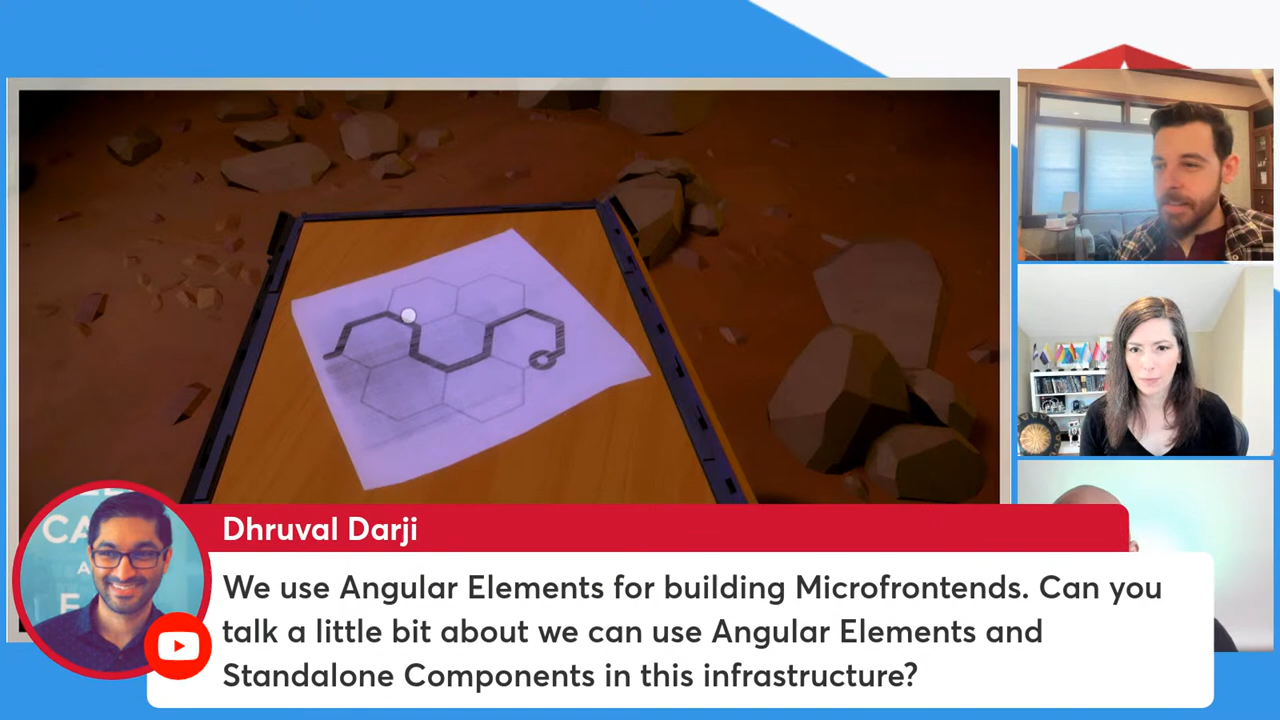 CA
A
E
Dhruval Darji
We use Angular Elements for building Microfrontends. Can you
talk a little bit about we can use Angular Elements and
Standalone Components in this infrastructure?